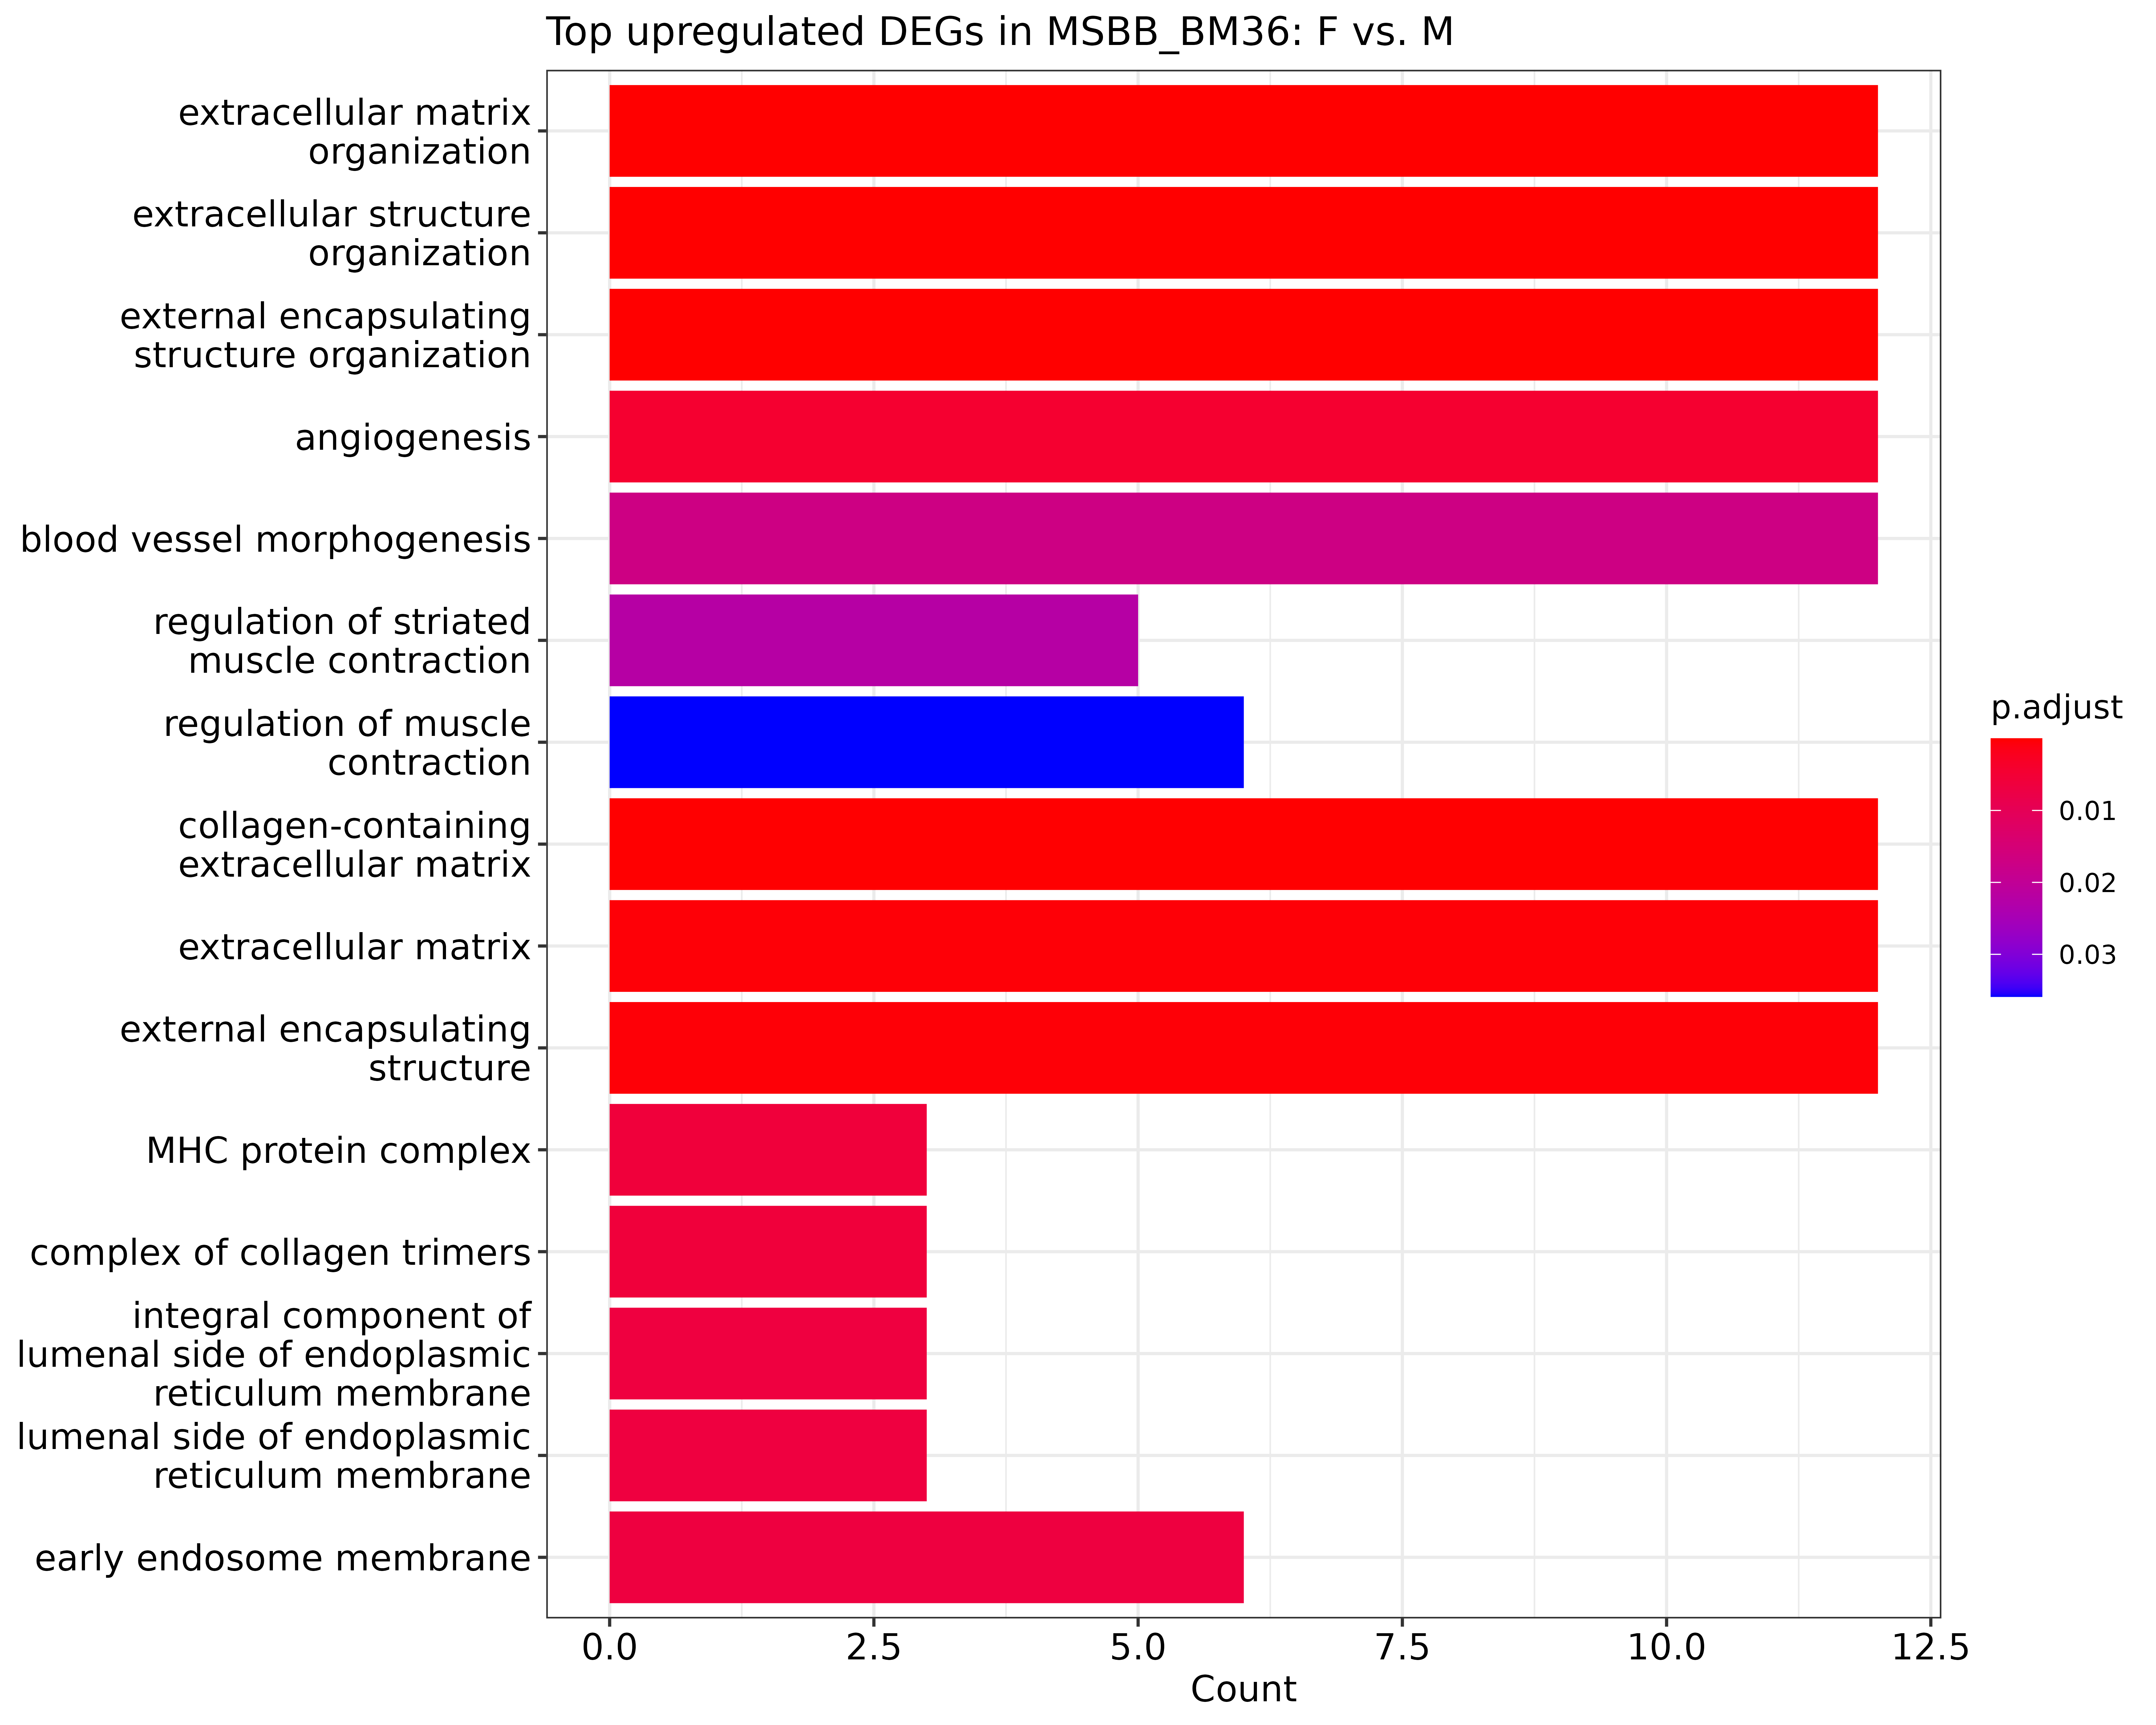 Top upregulated DEGs in MSBB_BM36: F vs. M
extracellular matrix
organization
extracellular structure
organization
external encapsulating
structure organization
angiogenesis
blood vessel morphogenesis
regulation of striated
muscle contraction
regulation of muscle
contraction
collagen-containing
extracellular matrix
extracellular matrix
external encapsulating
structure
MHC protein complex
complex of collagen trimers
integral component of
lumenal side of endoplasmic
reticulum membrane
lumenal side of endoplasmic
reticulum membrane
early endosome membrane
0.0 2.5 5.0 7.5 10.0 12.5
Count
p.adjust
0.01
0.02
0.03